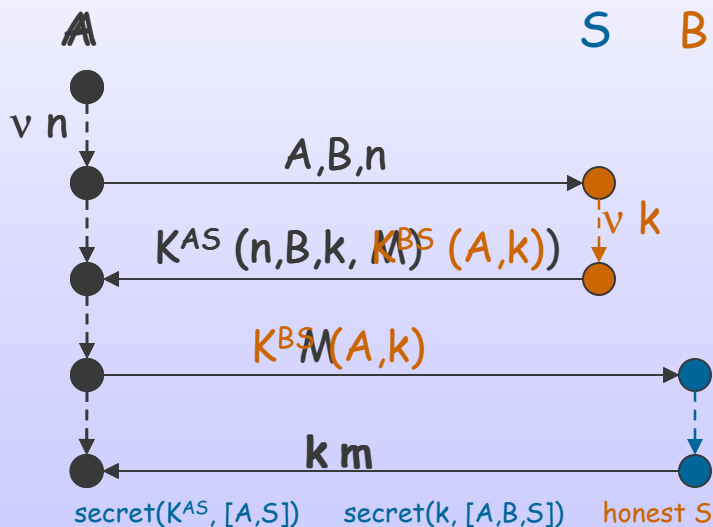 A S B
ν n
A,B,n
ν k
K^AS (n,B,k, K^BS (A,k))
K^BS (A,k)
k m
secret(K^AS, [A,S]) secret(k, [A,B,S]) honest S